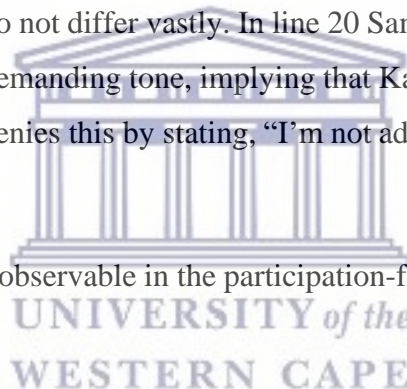 o not differ vastly. In line 20 Sar
emanding tone, implying that Ka
enies this by stating, "I'm not ad
observable in the participation-f
UNIVERSITY of the
WESTERN CAPE